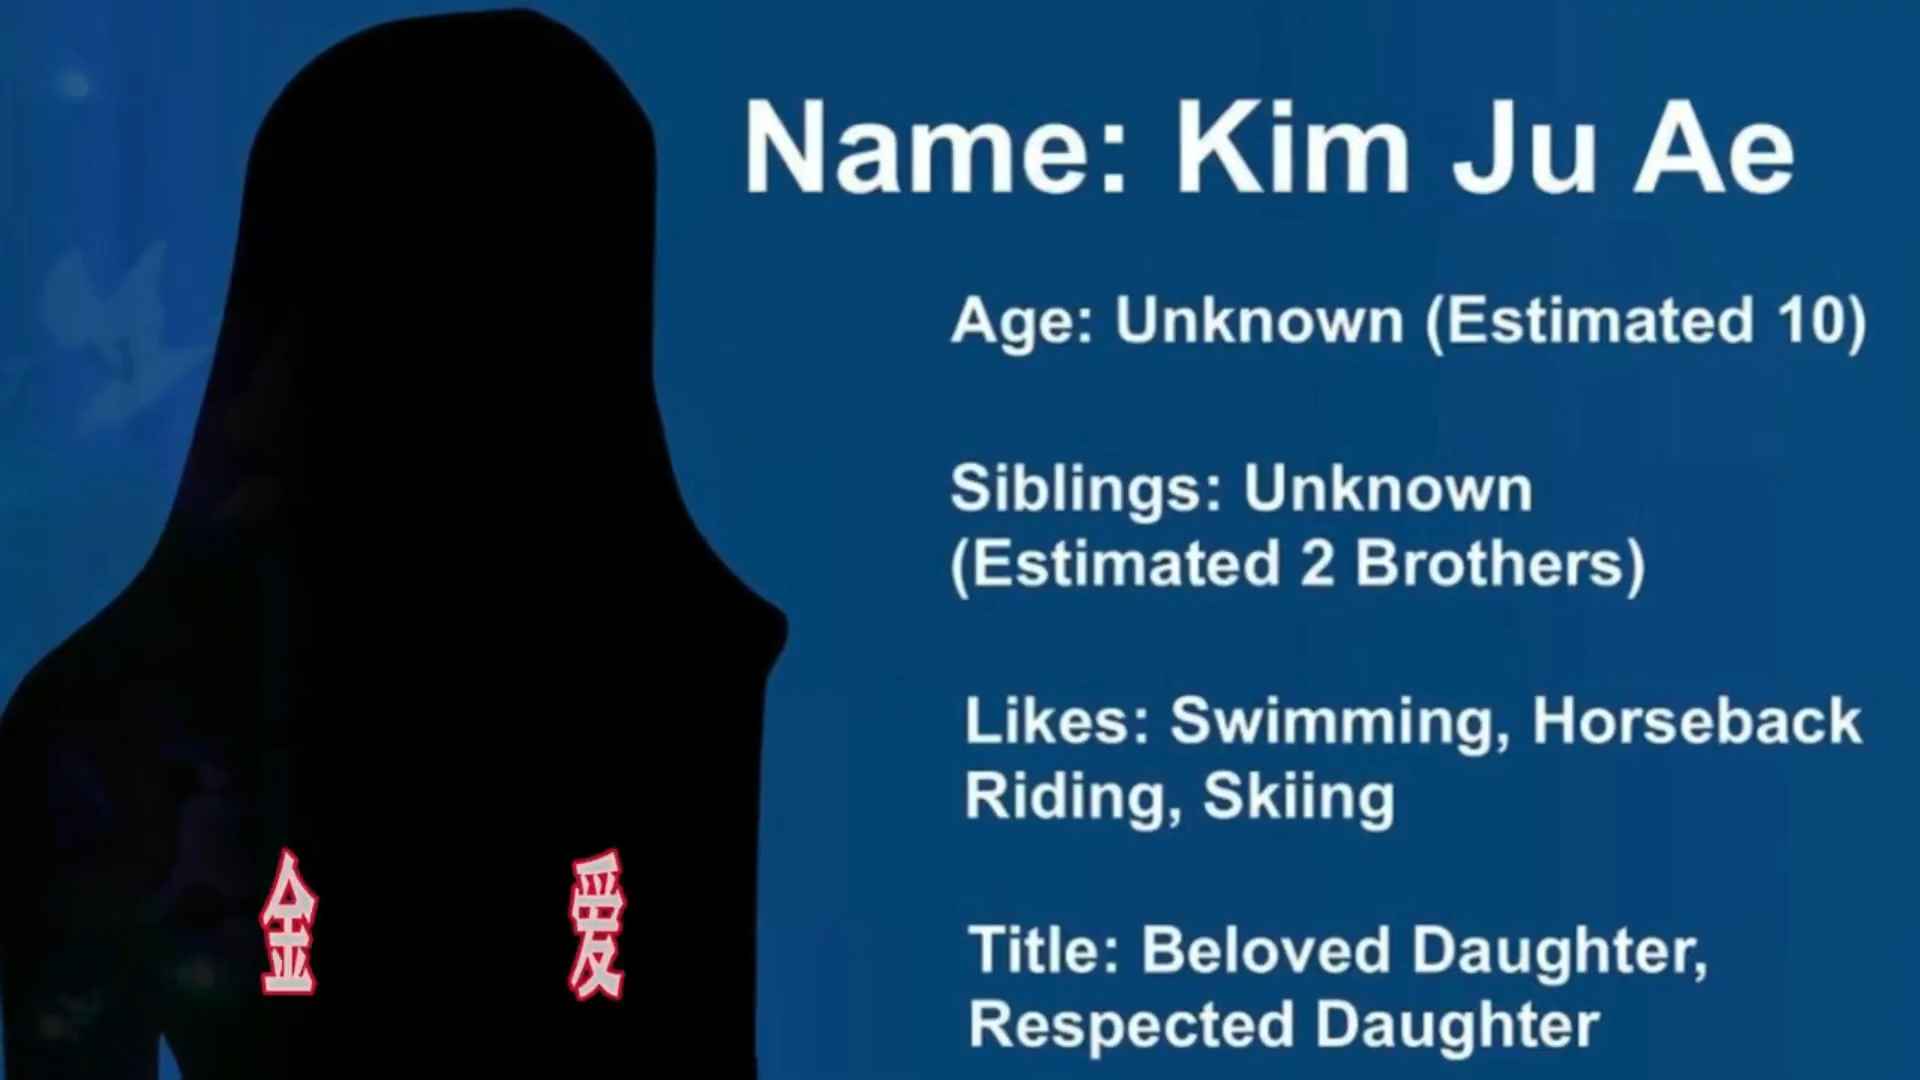 Name: Kim Ju Ae
Age: Unknown (Estimated 10)
Siblings: Unknown
(Estimated 2 Brothers)
Likes: Swimming, Horseback
Riding, Skiing
Title: Beloved Daughter,
Respected Daughter
金 爱